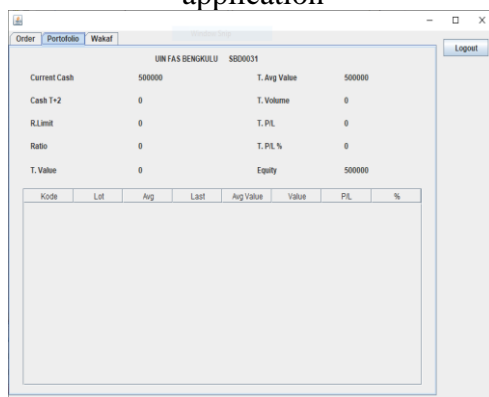 application
Order Portofolio Wakaf
Logout
UIN FAS BENGKULU SBD0031
Current Cash 500000 T. Avg Value 500000
Cash T+2 0 T. Volume 0
R.Limit 0 T. P/L 0
Ratio 0 T. P/L % 0
T. Value 0 Equity 500000
Kode Lot Avg Last Avg Value Value P/L %